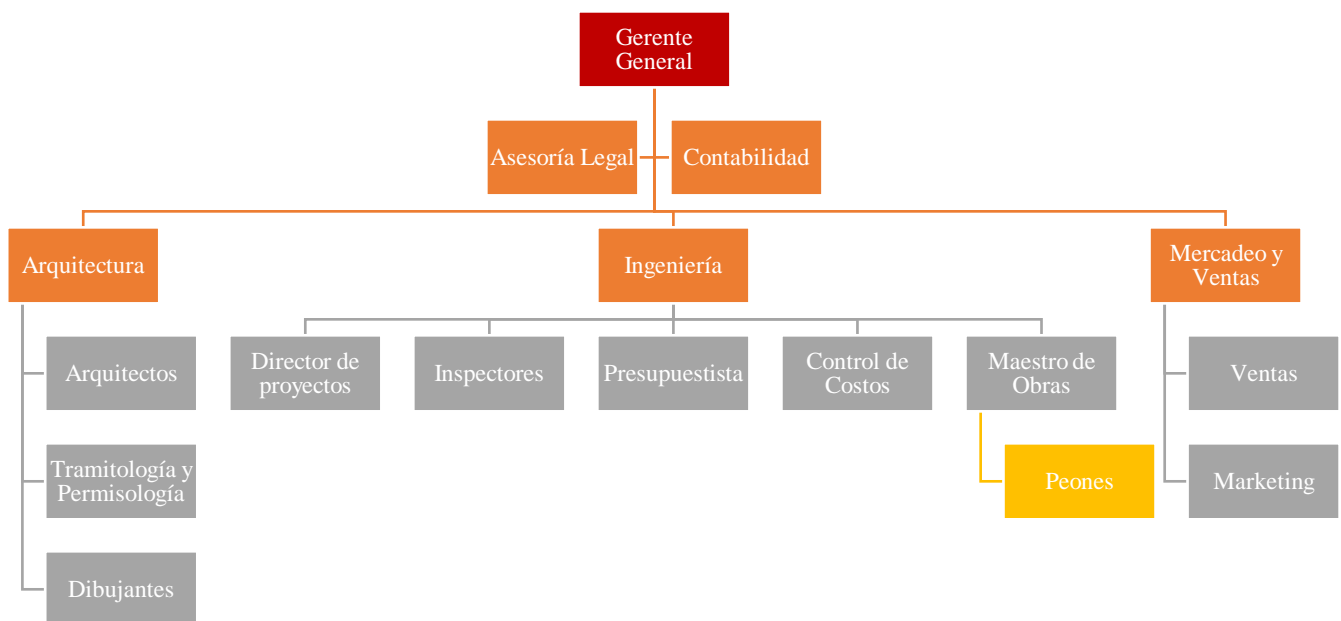 Gerente
General
Asesoría Legal
Contabilidad
Arquitectura
Ingeniería
Mercadeo y
Ventas
Arquitectos
Director de
proyectos
Inspectores
Presupuestista
Control de
Costos
Maestro de
Obras
Ventas
Tramitología y
Permisología
Peones
Marketing
Dibujantes